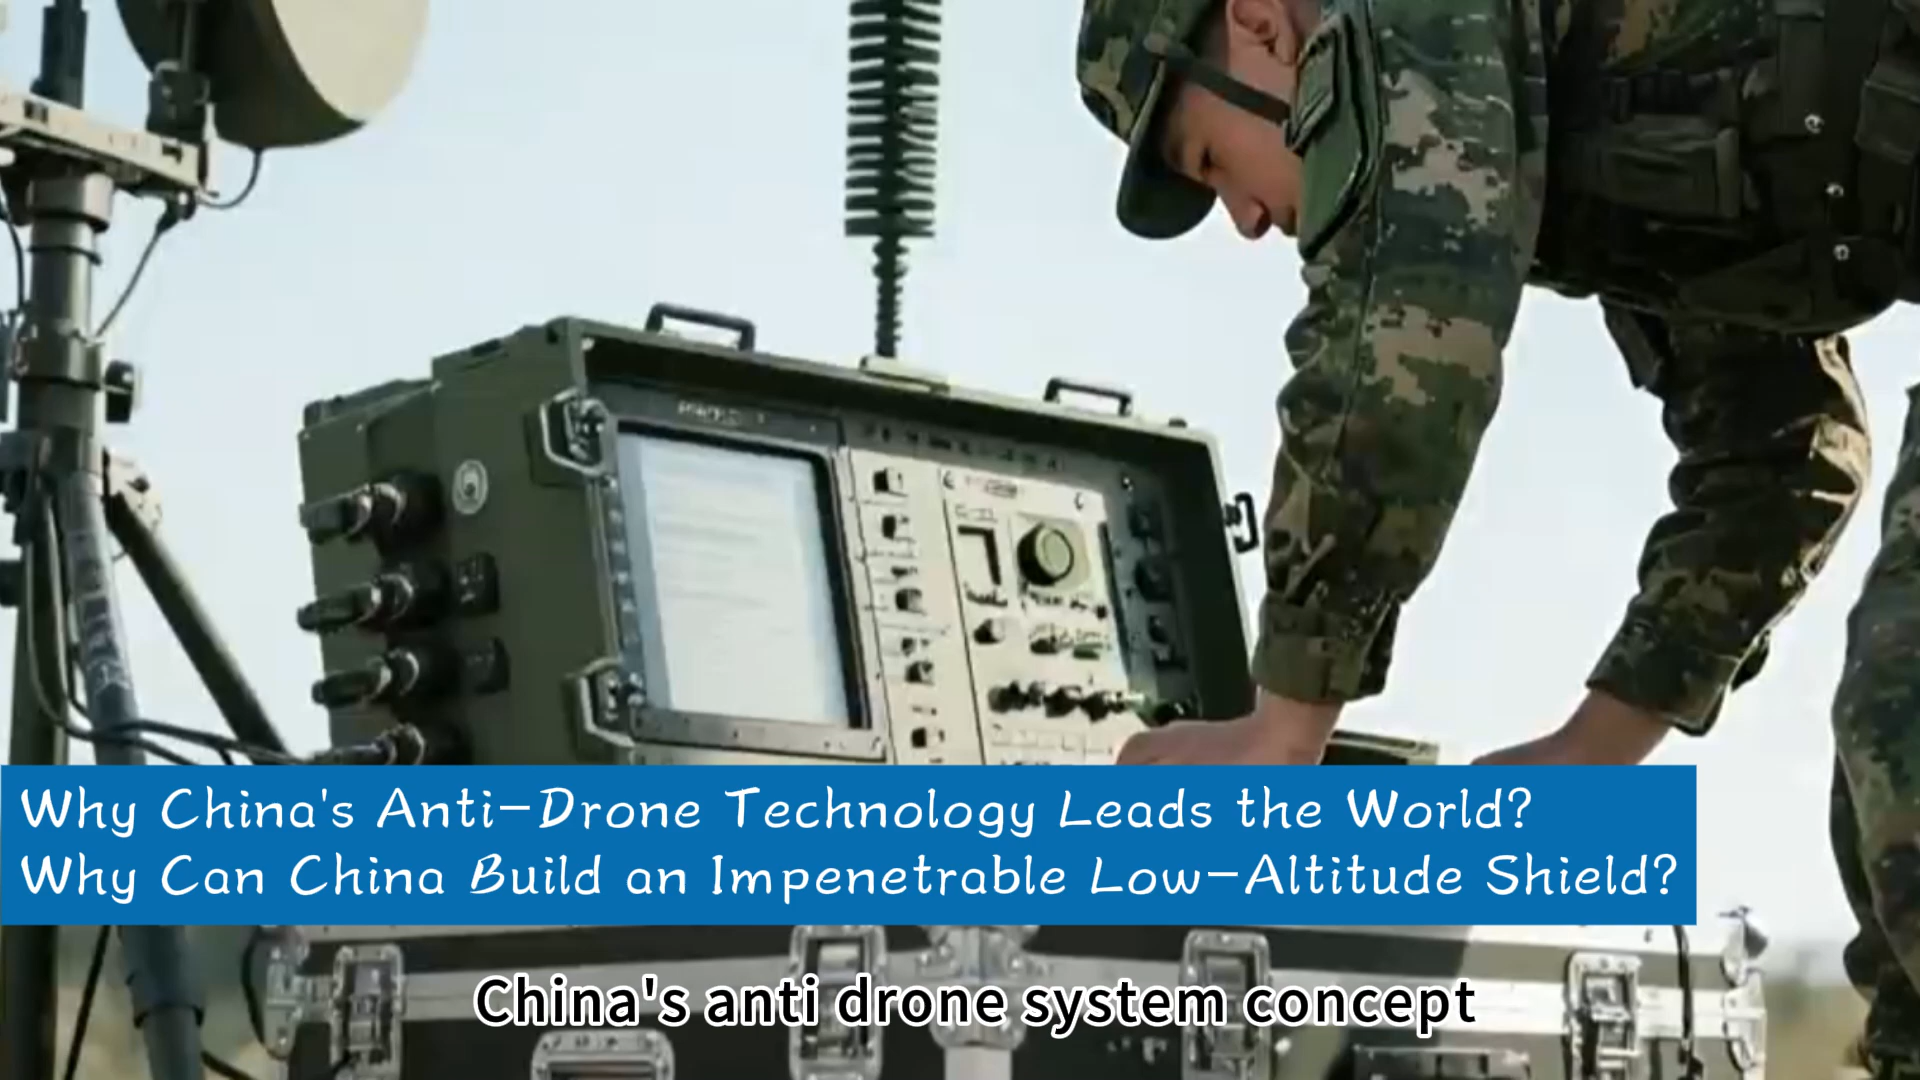 Why China's Anti-Drone Technology Leads the World?
Why Can China Build an Impenetrable Low-Altitude Shield?
China's anti drone system concept